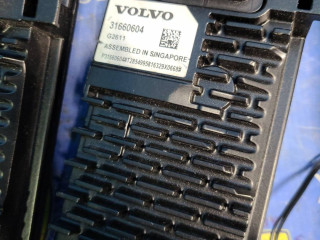 VOLVO
31660604
G2811
ASSEMBLED IN SINGAPORE